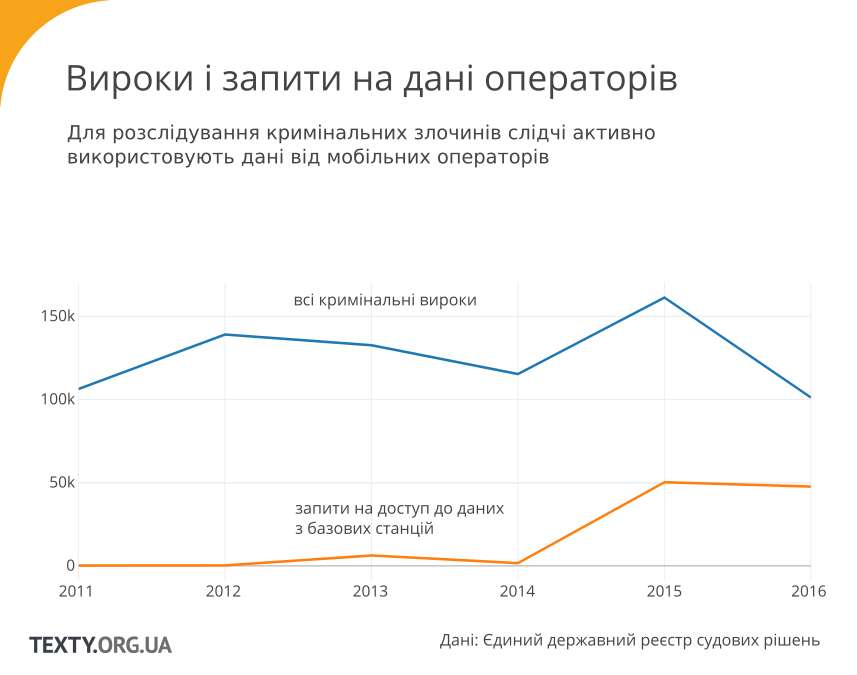 Вироки і запити на дані операторів
Для розслідування кримінальних злочинів слідчі активно
використовують дані від мобільних операторів
всі кримінальні вироки
150k
100k
50k
запити на доступ до даних
з базових станцій
0
2011 2012 2013 2014 2015 2016
TEXTY.ORG.UA
Дані: Єдиний державний реєстр судових рішень